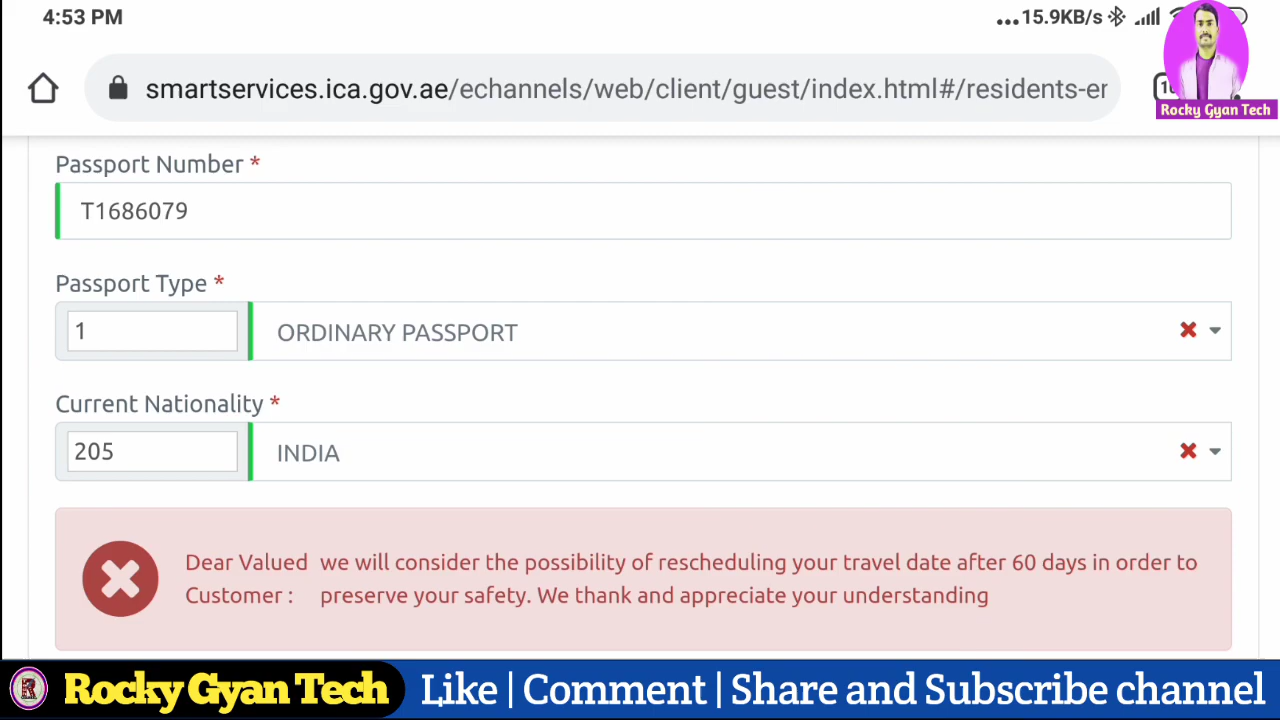 4:53 PM
...15.9KB/s
smartservices.ica.gov.ae/echannels/web/client/guest/index.html#/residents-er
Rocky Gyan Tech
Passport Number *
T1686079
Passport Type *
1 ORDINARY PASSPORT
Current Nationality *
205 INDIA
Dear Valued we will consider the possibility of rescheduling your travel date after 60 days in order to
Customer : preserve your safety. We thank and appreciate your understanding
R Rocky Gyan Tech Like | Comment | Share and Subscribe channel